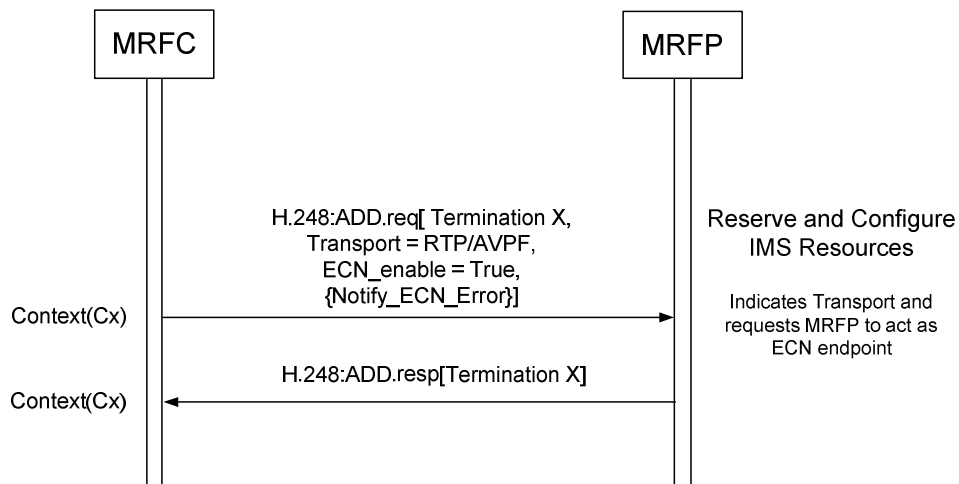 MRFC
MRFP
H.248:ADD.req[ Termination X,
Transport = RTP/AVPF,
ECN_enable = True,
{Notify_ECN_Error}]
Reserve and Configure
IMS Resources
Context(Cx)
Indicates Transport and
requests MRFP to act as
ECN endpoint
H.248:ADD.resp[Termination X]
Context(Cx)